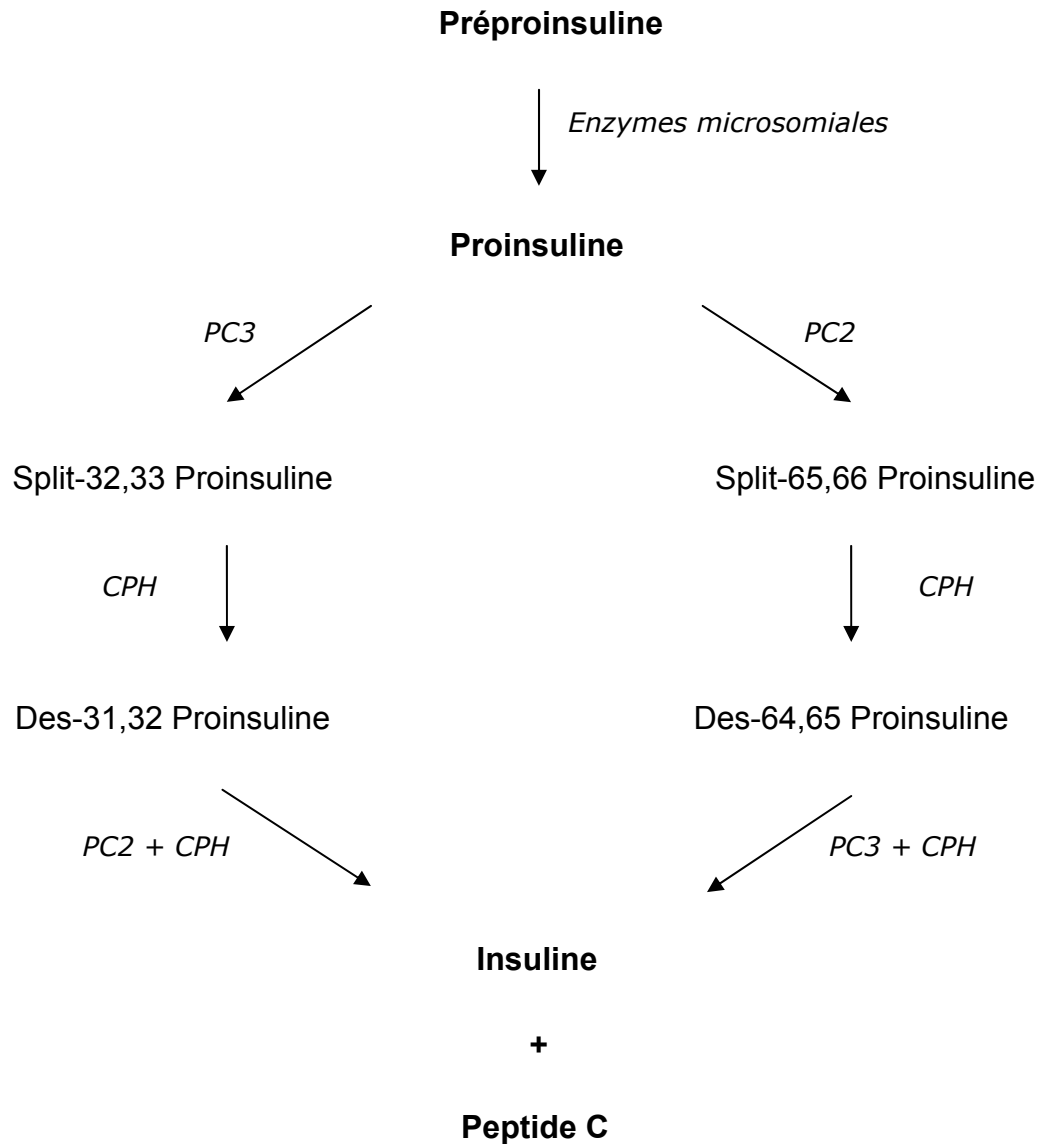 Préproinsuline
Enzymes microsomiales
Proinsuline
PC3
PC2
Split-32,33 Proinsuline
Split-65,66 Proinsuline
CPH
CPH
Des-31,32 Proinsuline
Des-64,65 Proinsuline
PC2 + CPH
PC3 + CPH
Insuline
+
Peptide C